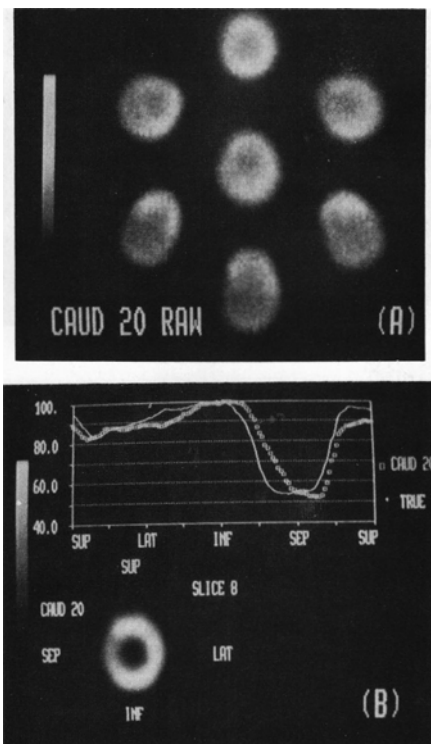 CAUD 20 RAW (A)
100.
80.0
60.0
40.0
SUP LAT INF SEP SUP
□ CAUD 20
• TRUE
SUP
SLICE 8
CAUD 20
SEP LAT
INF
(B)